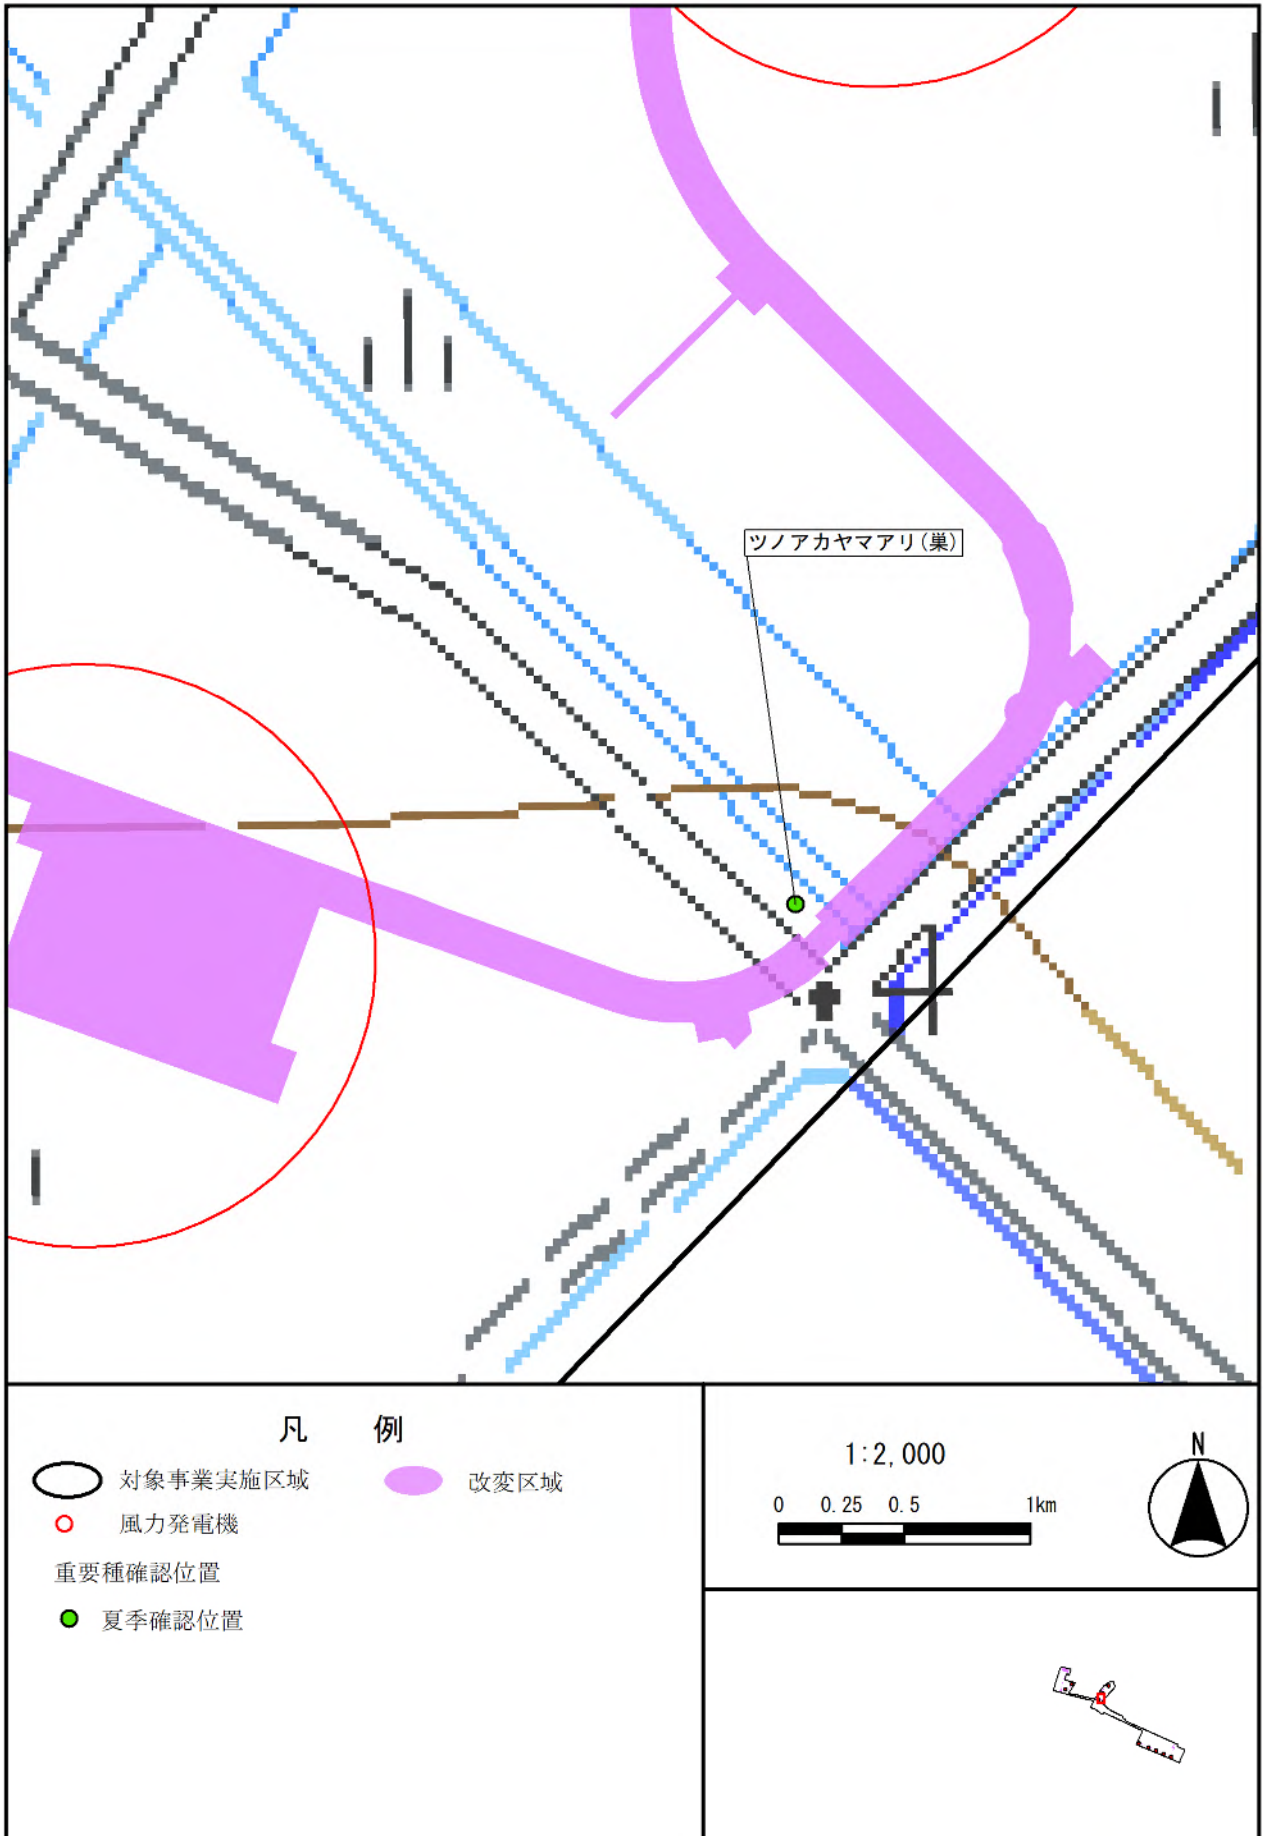 ツノアカヤマアリ(巣)
凡 例
対象事業実施区域
改変区域
風力発電機
重要種確認位置
夏季確認位置
1:2,000
0 0.25 0.5 1km
N